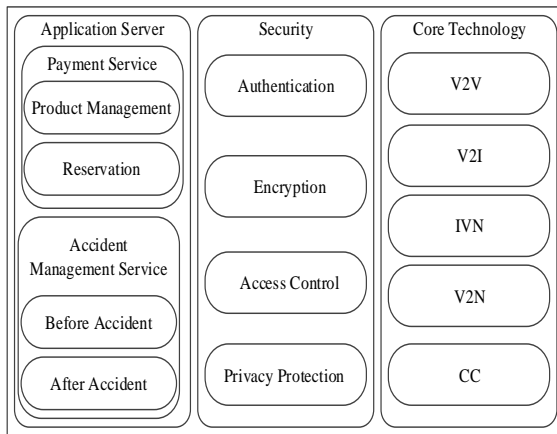 Application Server
Payment Service
Product Management
Reservation
Accident
Management Service
Before Accident
After Accident
Security
Authentication
Encryption
Access Control
Privacy Protection
Core Technology
V2V
V2I
IVN
V2N
CC